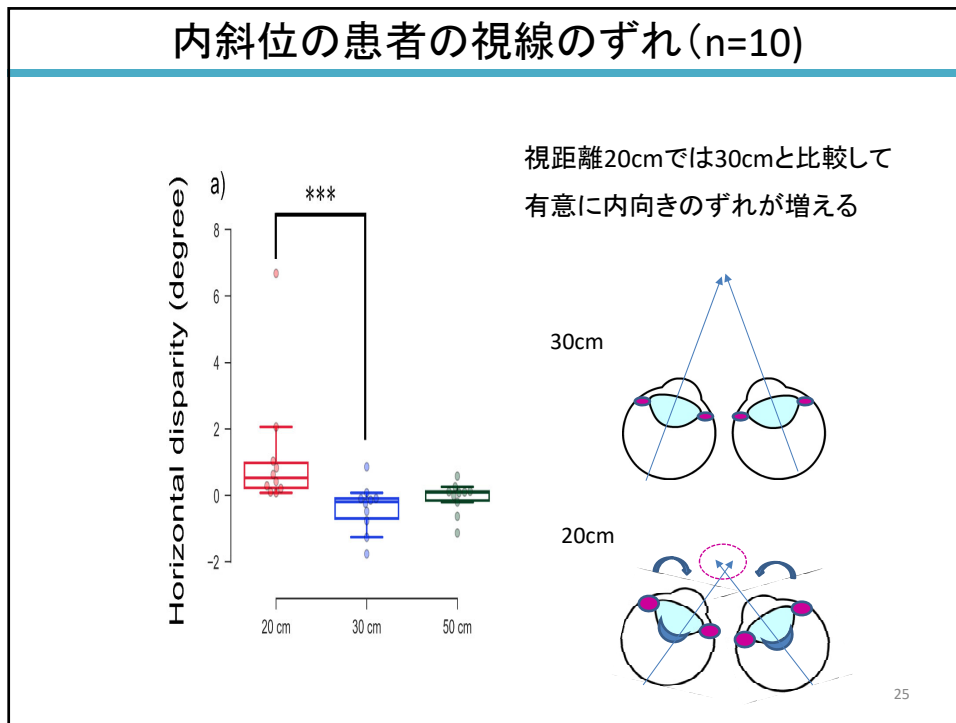 内斜位の患者の視線のずれ(n=10)
視距離20cmでは30cmと比較して
有意に内向きのずれが増える
a)
***
Horizontal disparity (degree)
8
6
4
2
0
−2
20 cm 30 cm 50 cm
30cm
20cm
25